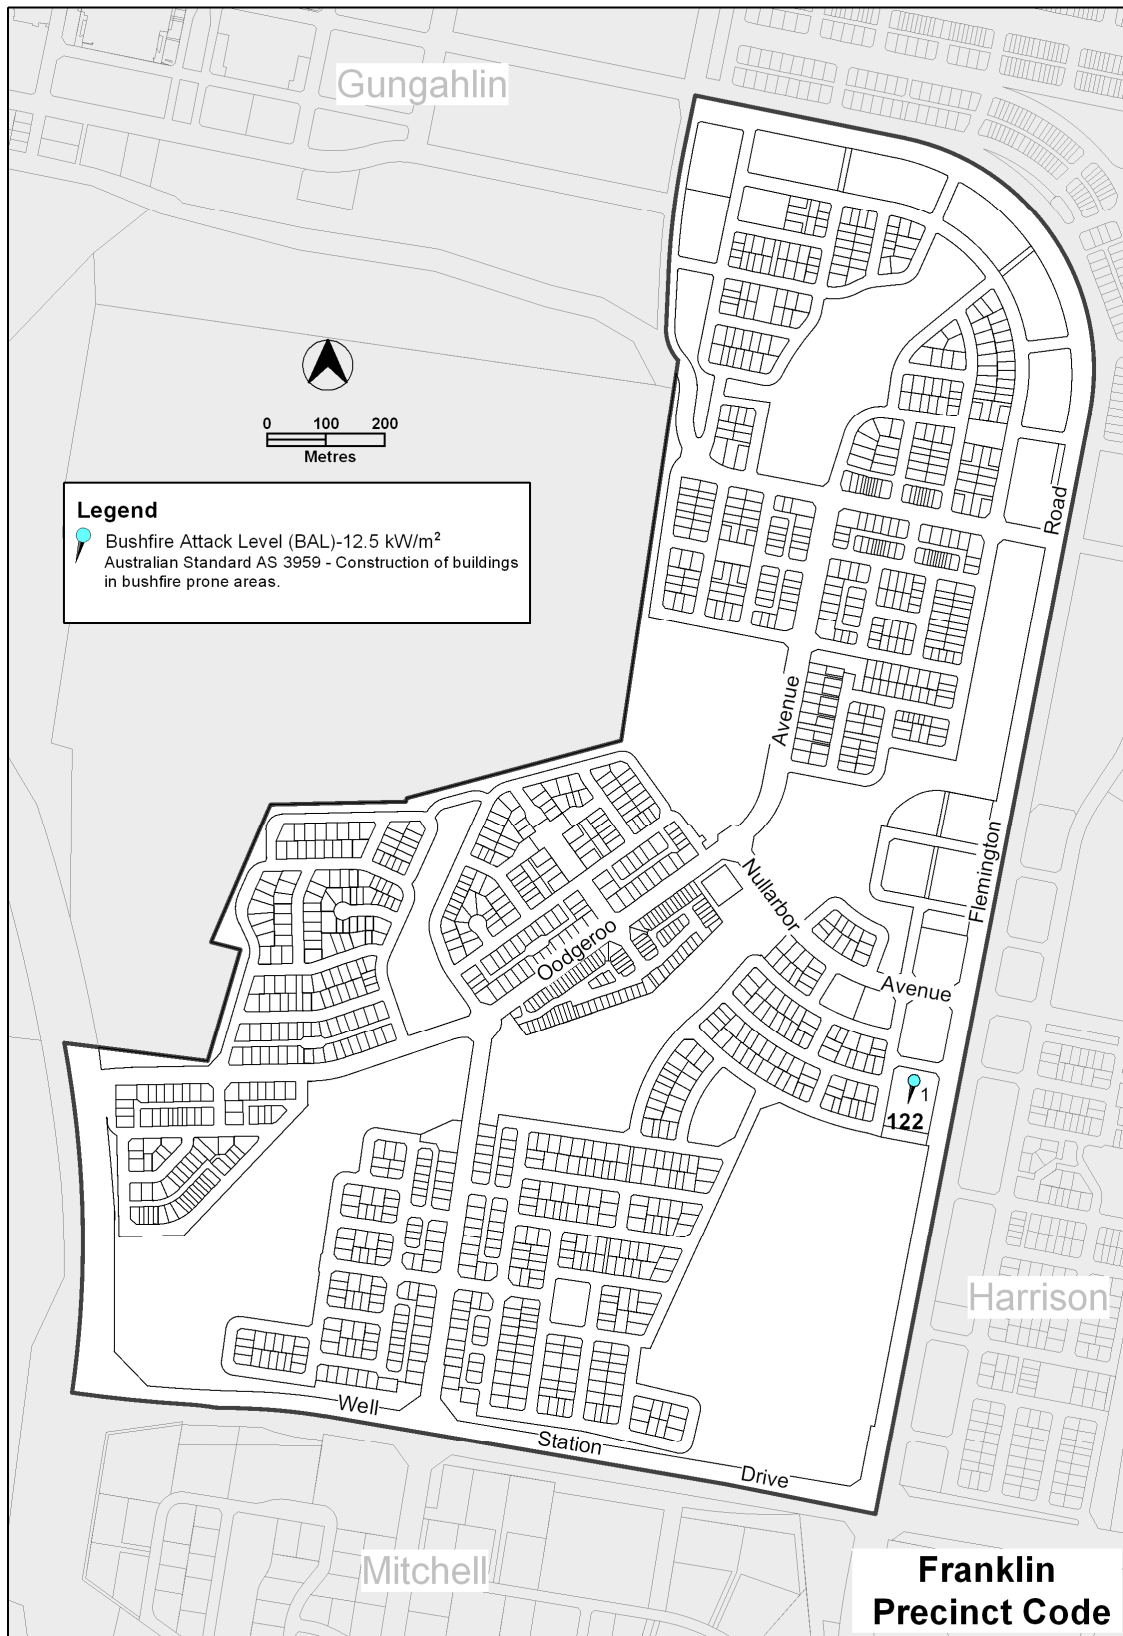 Gungahlin
0 100 200
Metres
Legend
Bushfire Attack Level (BAL)-12.5 kW/m²
Australian Standard AS 3959 - Construction of buildings
in bushfire prone areas.
Road
Avenue
Flemington
Nullarbor
Oodgeroo
Avenue
1
122
Harrison
Well
Station
Drive
Mitchell
Franklin
Precinct Code